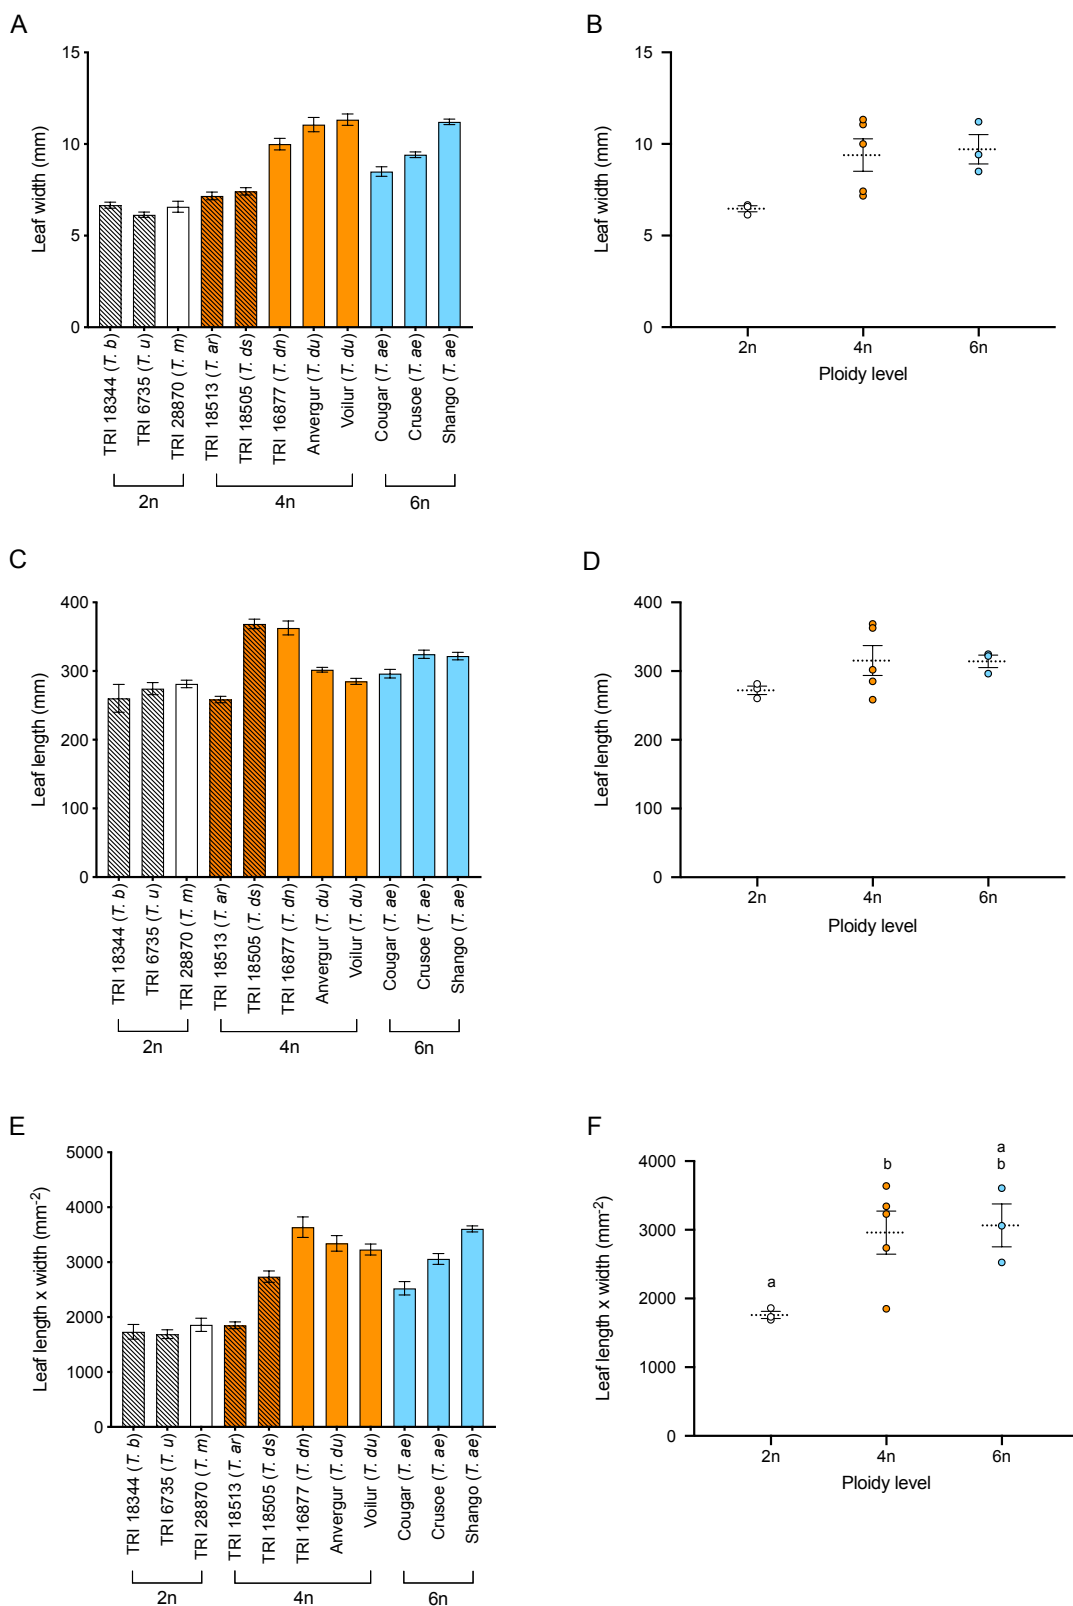 A
Leaf width (mm)
15
10
5
0
TRI 18344 (T. b)
TRI 6735 (T. u)
TRI 28870 (T. m)
TRI 18513 (T. ar)
TRI 18505 (T. ds)
TRI 16877 (T. dn)
Anvergur (T. du)
Voilur (T. du)
Cougar (T. ae)
Crusoe (T. ae)
Shango (T. ae)
2n 4n 6n
B
Leaf width (mm)
15
10
5
0
2n 4n 6n
Ploidy level
C
Leaf length (mm)
400
300
200
100
0
TRI 18344 (T. b)
TRI 6735 (T. u)
TRI 28870 (T. m)
TRI 18513 (T. ar)
TRI 18505 (T. ds)
TRI 16877 (T. dn)
Anvergur (T. du)
Voilur (T. du)
Cougar (T. ae)
Crusoe (T. ae)
Shango (T. ae)
2n 4n 6n
D
Leaf length (mm)
400
300
200
100
0
2n 4n 6n
Ploidy level
E
Leaf length x width (mm⁻²)
5000
4000
3000
2000
1000
0
TRI 18344 (T. b)
TRI 6735 (T. u)
TRI 28870 (T. m)
TRI 18513 (T. ar)
TRI 18505 (T. ds)
TRI 16877 (T. dn)
Anvergur (T. du)
Voilur (T. du)
Cougar (T. ae)
Crusoe (T. ae)
Shango (T. ae)
2n 4n 6n
F
Leaf length x width (mm⁻²)
4000
3000
2000
1000
0
a
b
a
b
2n 4n 6n
Ploidy level